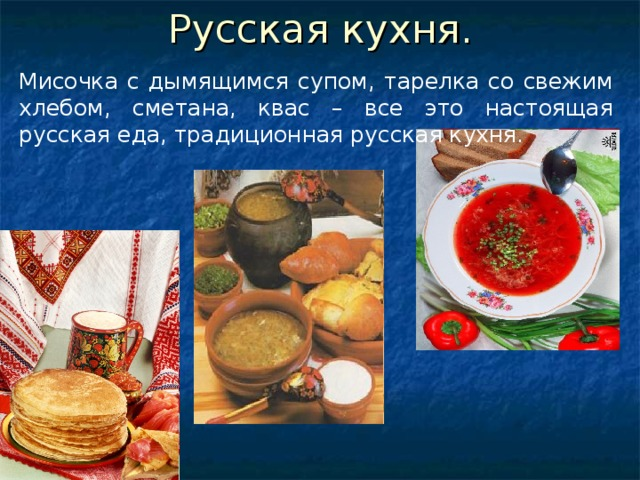 Русская кухня.
Мисочка с дымящимся супом, тарелка со свежим
хлебом, сметана, квас – все это настоящая
русская еда, традиционная русская кухня.